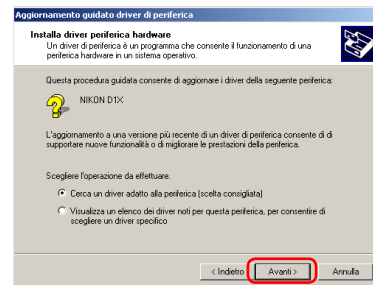 Aggiornamento guidato driver di periferica
Installa driver periferica hardware
Un driver di periferica è un programma che consente il funzionamento di una
periferica hardware in un sistema operativo.
Questa procedura guidata consente di aggiornare i driver della seguente periferica:
NIKON D1X
L'aggiornamento a una versione più recente di un driver di periferica consente di di
supportare nuove funzionalità o di migliorare le prestazioni della periferica.
Scegliere l'operazione da effettuare.
Cerca un driver adatto alla periferica (scelta consigliata)
Visualizza un elenco dei driver noti per questa periferica, per consentire di
scegliere un driver specifico
< Indietro Avanti > Annulla